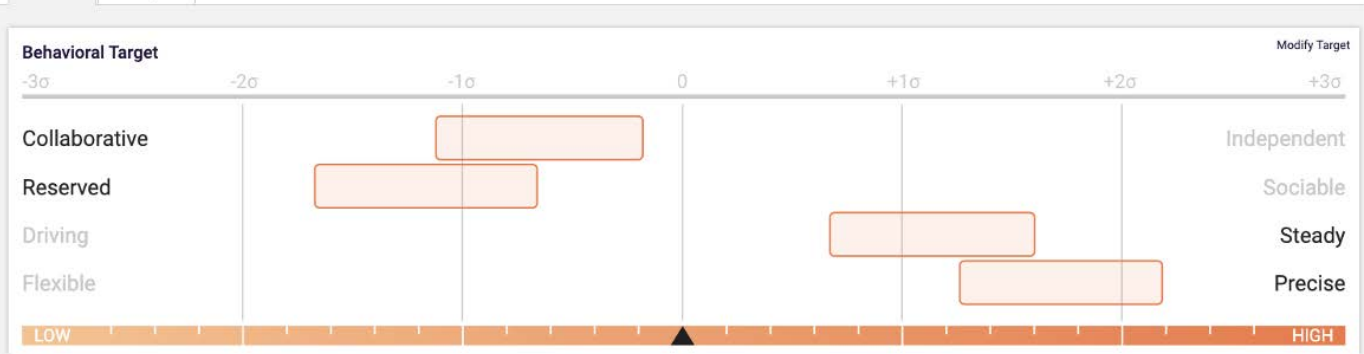 Behavioral Target Modify Target
-3σ -2σ -1σ 0 +1σ +2σ +3σ
Collaborative Independent
Reserved Sociable
Driving Steady
Flexible Precise
LOW HIGH